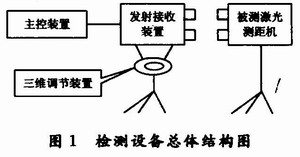 主控装置
发射接收
装置
被测激光
测距机
三维调节装置
图 1 检测设备总体结构图